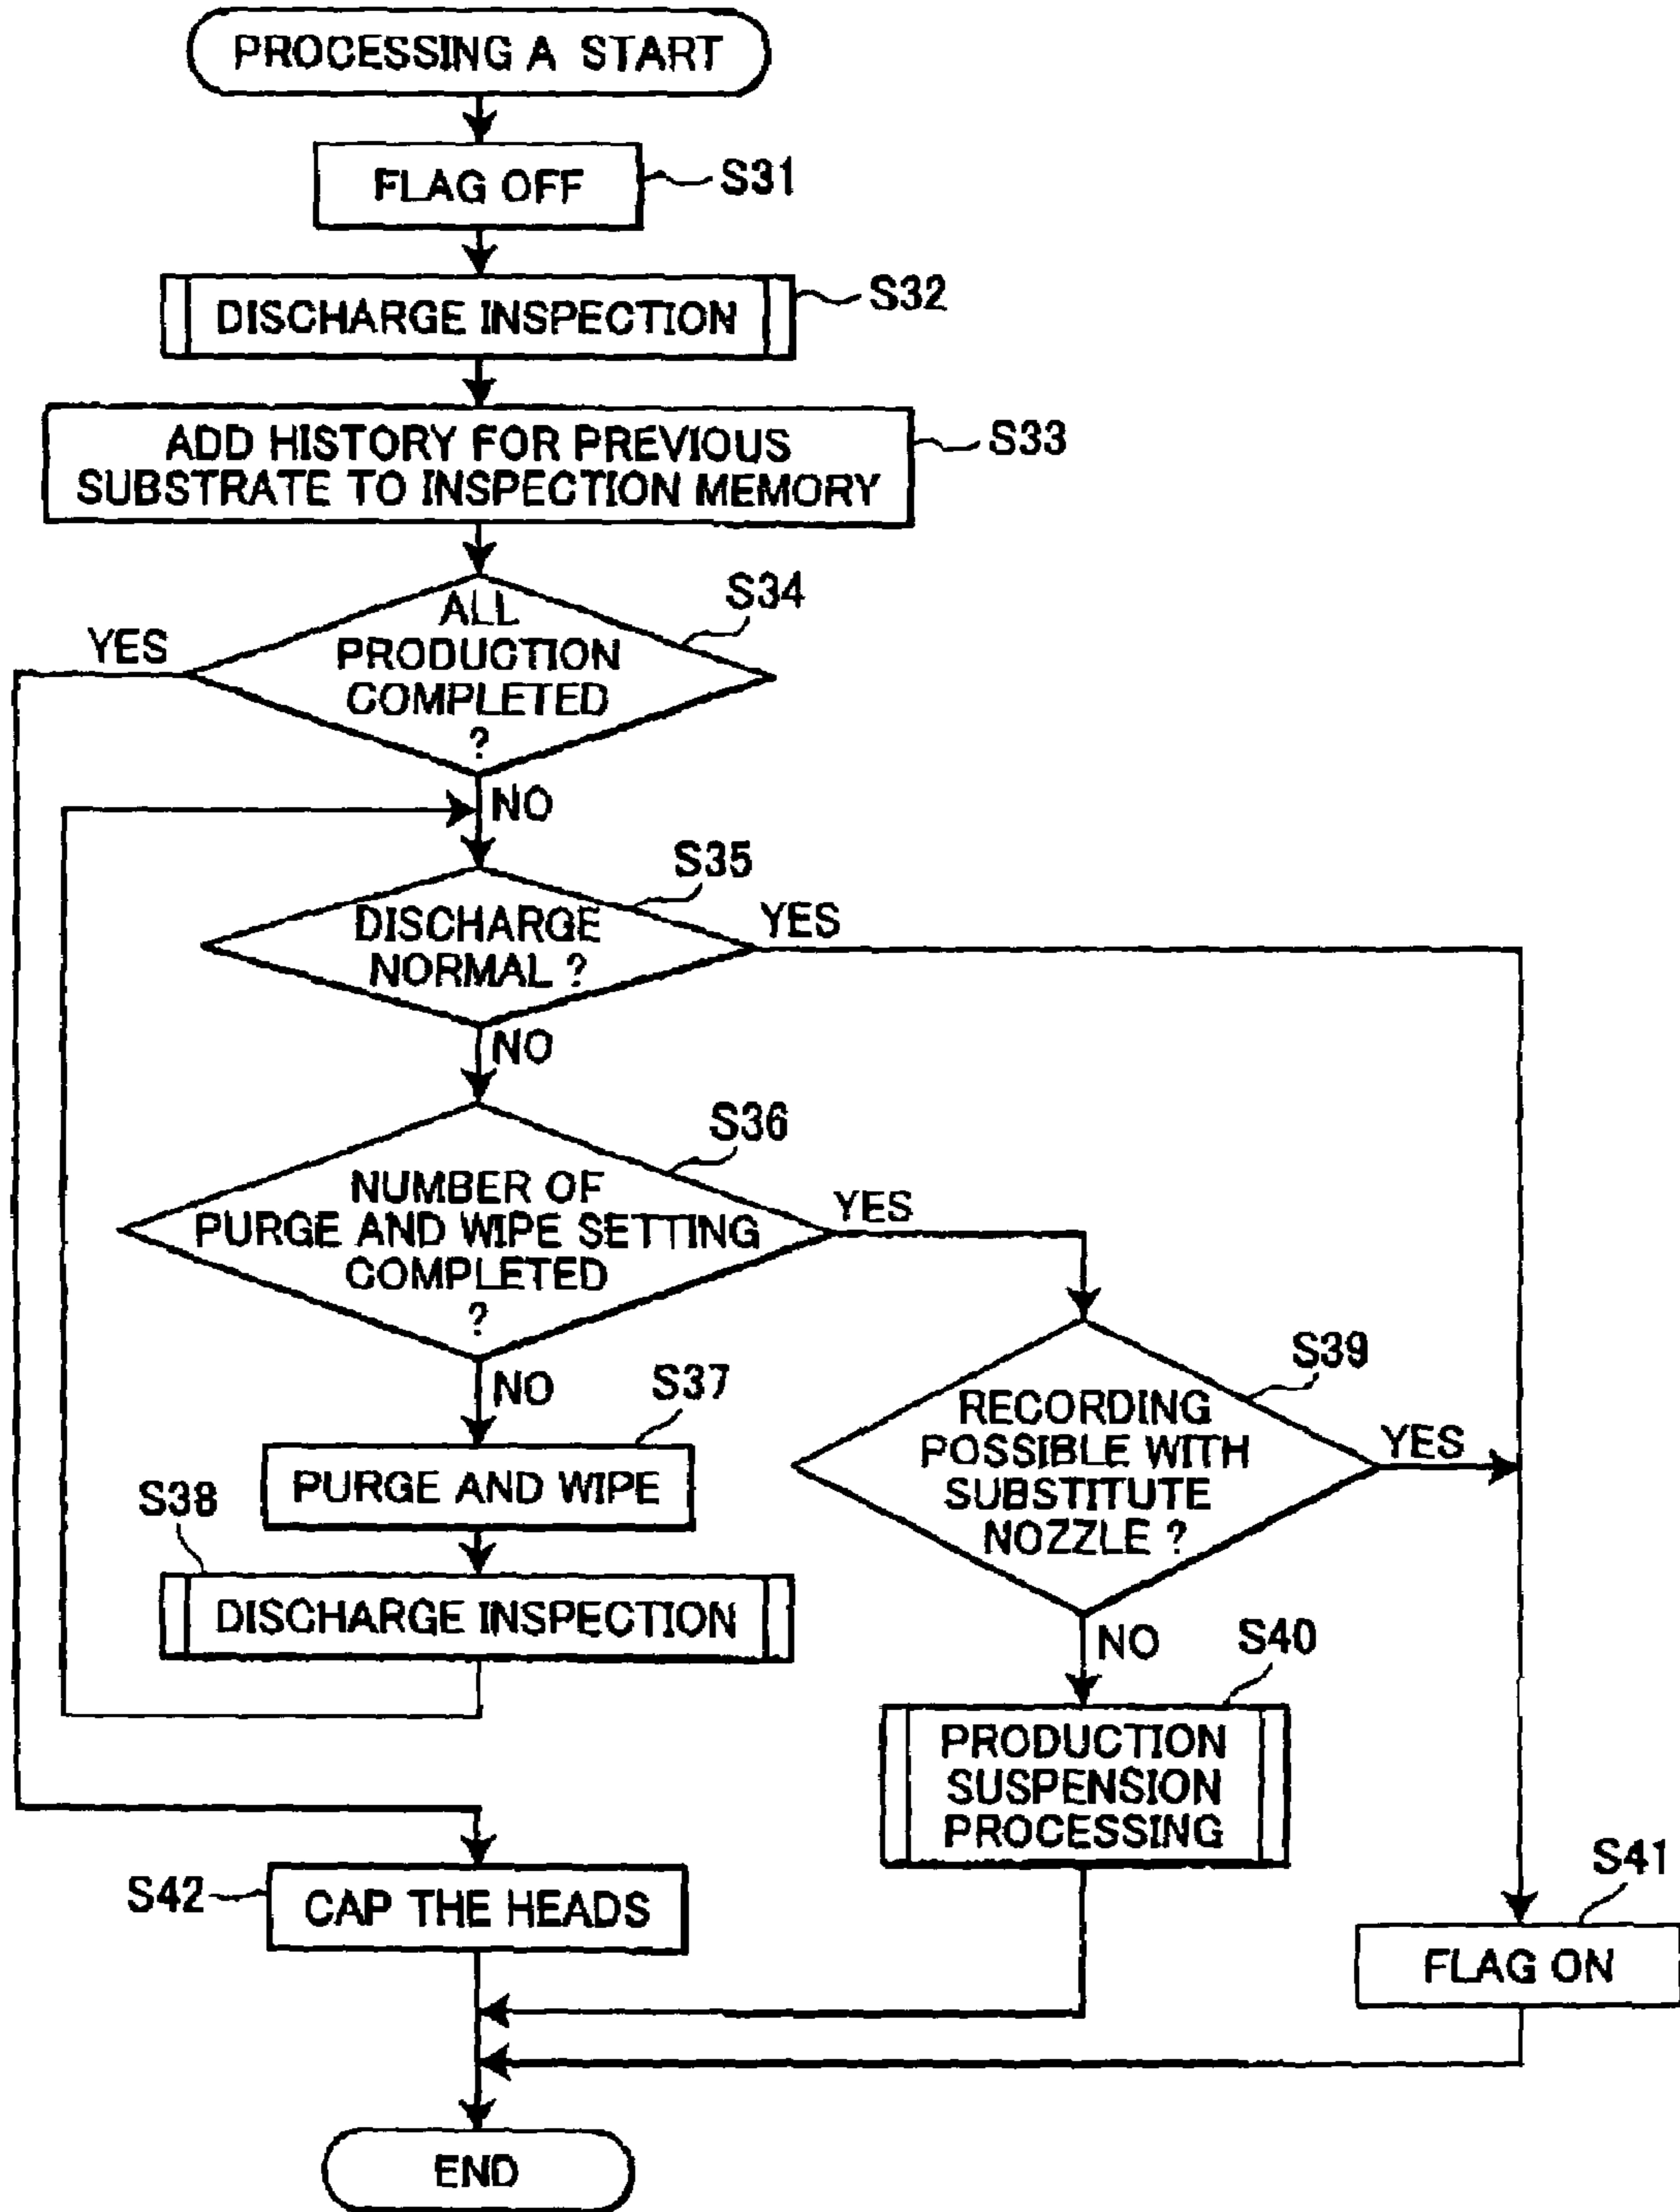 PROCESSING A START
FLAG OFF
S31
DISCHARGE INSPECTION
S32
ADD HISTORY FOR PREVIOUS
SUBSTRATE TO INSPECTION MEMORY
S33
S34
ALL
PRODUCTION
COMPLETED
?
YES
NO
S35
DISCHARGE
NORMAL ?
YES
NO
S36
NUMBER OF
PURGE AND WIPE SETTING
COMPLETED
?
YES
NO
S37
PURGE AND WIPE
S38
DISCHARGE INSPECTION
S39
RECORDING
POSSIBLE WITH
SUBSTITUTE
NOZZLE ?
YES
NO
S40
PRODUCTION
SUSPENSION
PROCESSING
S41
FLAG ON
S42
CAP THE HEADS
END